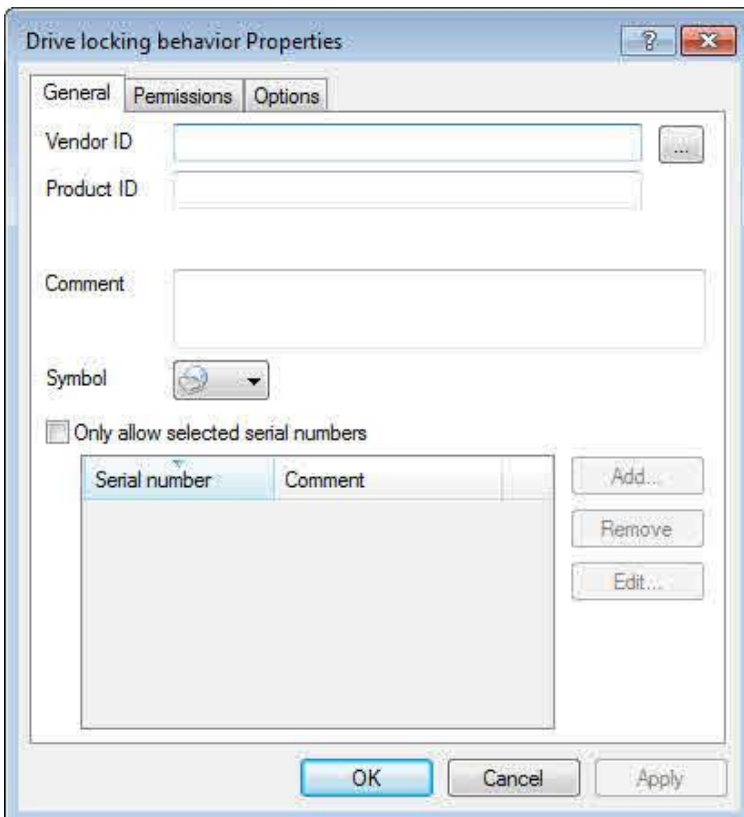 Drive locking behavior Properties
General Permissions Options
Vendor ID
...
Product ID
Comment
Symbol
Only allow selected serial numbers
Serial number Comment
Add...
Remove
Edit...
OK Cancel Apply